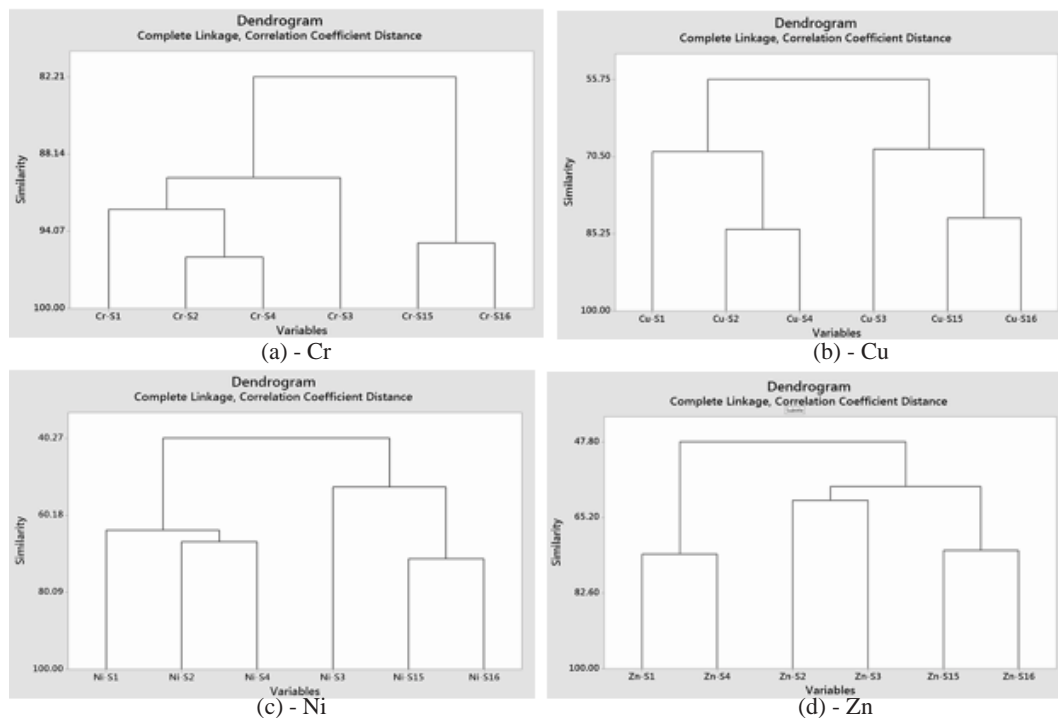 Dendrogram
Complete Linkage, Correlation Coefficient Distance
82.21
88.14
94.07
100.00
Similarity
Cr-S1 Cr-S2 Cr-S4 Cr-S3 Cr-S15 Cr-S16
Variables
(a) - Cr
Dendrogram
Complete Linkage, Correlation Coefficient Distance
55.75
70.50
85.25
100.00
Similarity
Cu-S1 Cu-S2 Cu-S4 Cu-S3 Cu-S15 Cu-S16
Variables
(b) - Cu
Dendrogram
Complete Linkage, Correlation Coefficient Distance
40.27
60.18
80.09
100.00
Similarity
Ni-S1 Ni-S2 Ni-S4 Ni-S3 Ni-S15 Ni-S16
Variables
(c) - Ni
Dendrogram
Complete Linkage, Correlation Coefficient Distance
47.80
65.20
82.60
100.00
Similarity
Zn-S1 Zn-S4 Zn-S2 Zn-S3 Zn-S15 Zn-S16
Variables
(d) - Zn